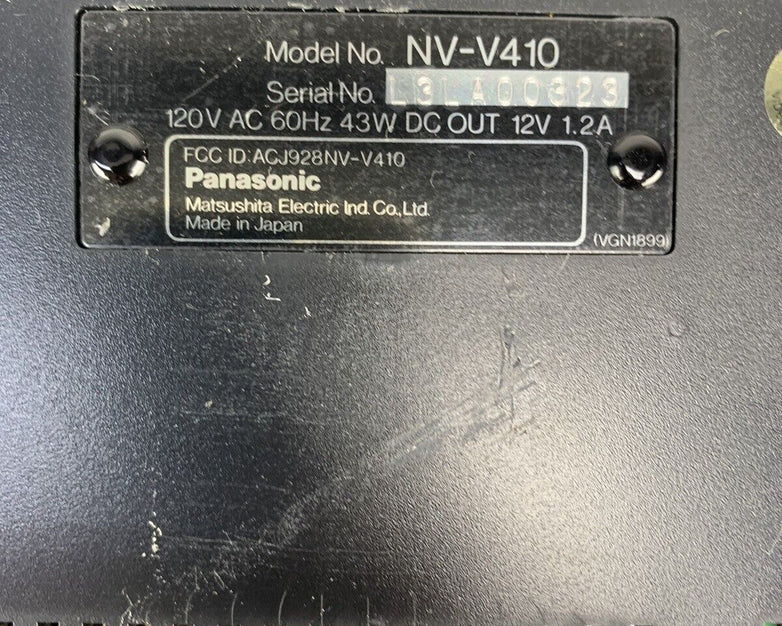 Model No. NV-V410
Serial No. L3LA00323
120V AC 60Hz 43W DC OUT 12V 1.2A
FCC ID: ACJ928NV-V410
Panasonic
Matsushita Electric Ind. Co., Ltd.
Made in Japan
(VGN1899)